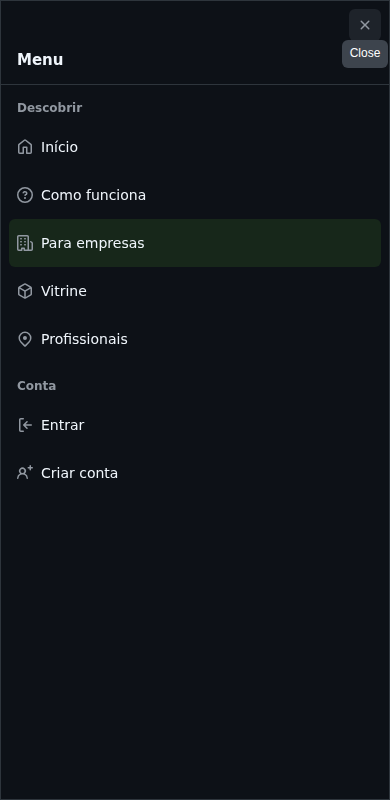 Close
Menu
Descobrir
Início
Como funciona
Para empresas
Vitrine
Profissionais
Conta
Entrar
Criar conta